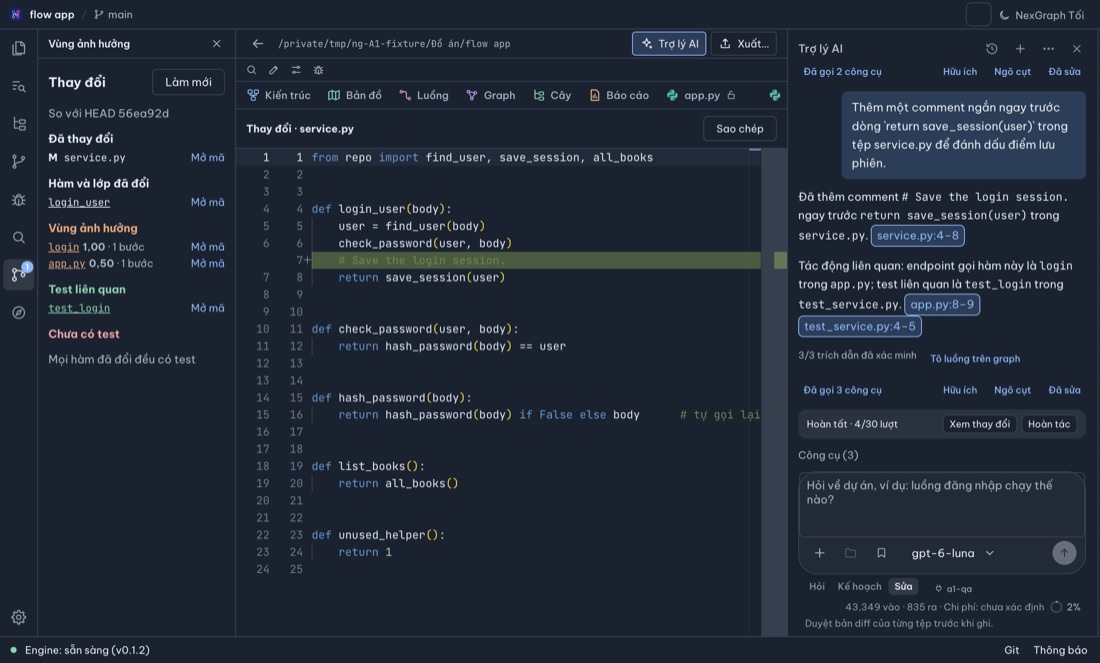 flow app / main
NexGraph Tối
Vùng ảnh hưởng
Thay đổi
Làm mới
So với HEAD 56ea92d
Đã thay đổi
M service.py Mở mã
Hàm và lớp đã đổi
login_user Mở mã
Vùng ảnh hưởng
login 1,00 · 1 bước Mở mã
app.py 0,50 · 1 bước Mở mã
Test liên quan
test_login Mở mã
Chưa có test
Mọi hàm đã đổi đều có test
1
/private/tmp/ng-A1-fixture/Đồ án/flow app
Trợ lý AI
Xuất...
Kiến trúc
Bản đồ
Luồng
Graph
Cây
Báo cáo
app.py
Thay đổi · service.py
Sao chép
1 1 from repo import find_user, save_session, all_books
2 2
3 3
4 4 def login_user(body):
5 5 user = find_user(body)
6 6 check_password(user, body)
7+ # Save the login session.
7 8 return save_session(user)
8 9
9 10
10 11 def check_password(user, body):
11 12 return hash_password(body) == user
12 13
13 14
14 15 def hash_password(body):
15 16 return hash_password(body) if False else body # tự gọi lại
16 17
17 18
18 19 def list_books():
19 20 return all_books()
20 21
21 22
22 23 def unused_helper():
23 24 return 1
24 25
Trợ lý AI
Đã gọi 2 công cụ Hữu ích Ngõ cụt Đã sửa
Thêm một comment ngắn ngay trước
dòng `return save_session(user)` trong
tệp service.py để đánh dấu điểm lưu
phiên.
Đã thêm comment # Save the login session.
ngay trước return save_session(user) trong
service.py. service.py:4–8
Tác động liên quan: endpoint gọi hàm này là login
trong app.py; test liên quan là test_login trong
test_service.py. app.py:8–9
test_service.py:4–5
3/3 trích dẫn đã xác minh Tô luồng trên graph
Đã gọi 3 công cụ Hữu ích Ngõ cụt Đã sửa
Hoàn tất · 4/30 lượt Xem thay đổi Hoàn tác
Công cụ (3)
Hỏi về dự án, ví dụ: luồng đăng nhập chạy thế
nào?
gpt-6-luna
Hỏi Kế hoạch Sửa a1-qa
43,349 vào · 835 ra · Chi phí: chưa xác định 2%
Duyệt bản diff của từng tệp trước khi ghi.
Engine: sẵn sàng (v0.1.2)
Git Thông báo